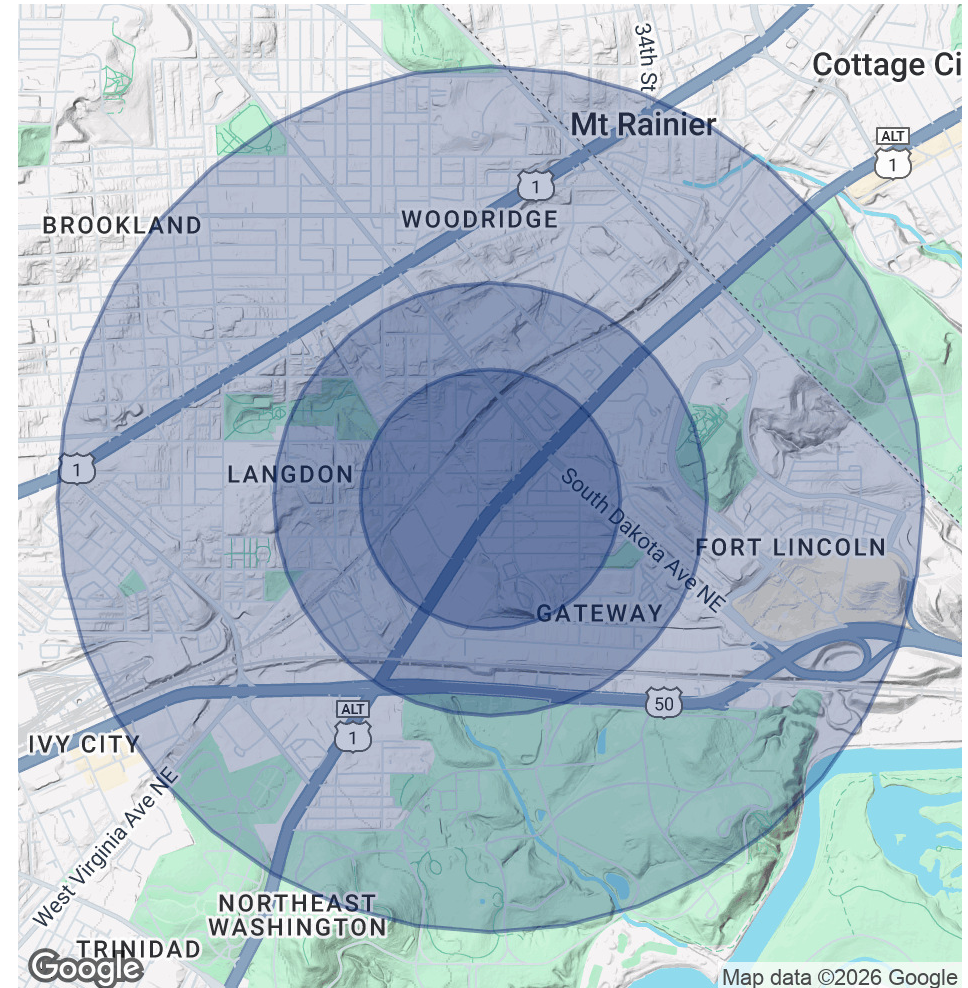 34th St
Cottage Ci
Mt Rainier
ALT
1
1
BROOKLAND
WOODRIDGE
1
LANGDON
South Dakota Ave NE
FORT LINCOLN
GATEWAY
50
ALT
1
IVY CITY
West Virginia Ave NE
NORTHEAST
WASHINGTON
TRINIDAD
Google
Map data ©2026 Google